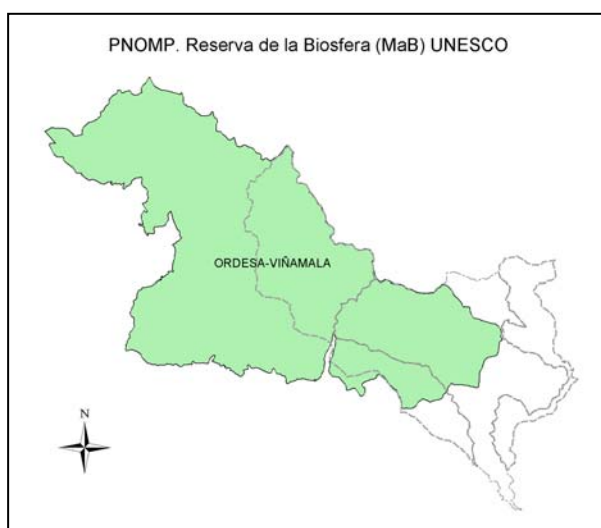 PNOMP. Reserva de la Biosfera (MaB) UNESCO
ORDESA-VIÑAMALA
N